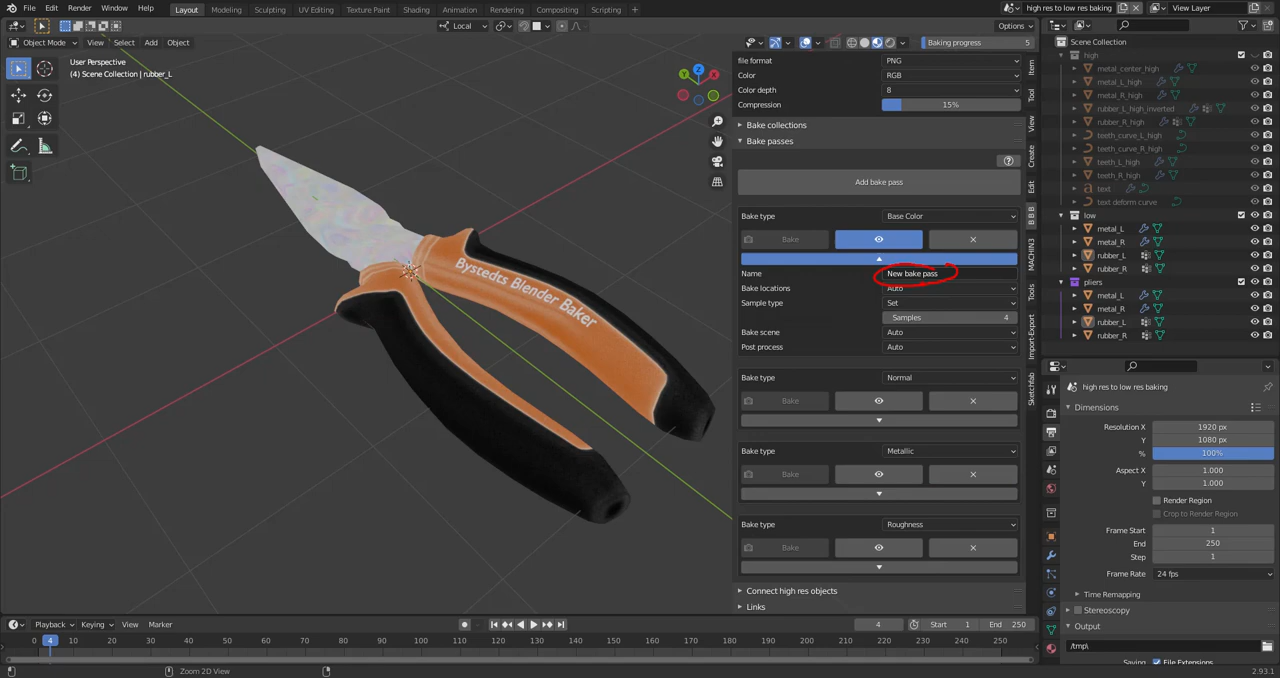 File Edit Render Window Help Layout Modeling Sculpting UV Editing Texture Paint Shading Animation Rendering Compositing Scripting high res to low res baking View Layer
Local Options
Object Mode View Select Add Object Baking progress 5
User Perspective
(4) Scene Collection | rubber_L
Z
Y
X
Bystedts Blender Baker
file format PNG
Color RGB
Color depth 8
Compression 15%
Bake collections
Bake passes
Add bake pass
Bake type Base Color
Bake
Name New bake pass
Bake locations Auto
Sample type Set
Samples 4
Bake scene Auto
Post process Auto
Bake type Normal
Bake
Bake type Metallic
Bake
Bake type Roughness
Bake
Connect high res objects
Links
Item
Tool
View
Create
Edit
B B B
MACHIN3
Tools
Import-Export
Sketchfab
Scene Collection
high
metal_center_high
metal_L_high
metal_R_high
rubber_L_high_inverted
rubber_R_high
teeth_curve_L_high
teeth_curve_R_high
teeth_L_high
teeth_R_high
text
text deform curve
low
metal_L
metal_R
rubber_L
rubber_R
pliers
metal_L
metal_R
rubber_L
rubber_R
high res to low res baking
Dimensions
Resolution X 1920 px
Y 1080 px
% 100%
Aspect X 1.000
Y 1.000
Render Region
Crop to Render Region
Frame Start 1
End 250
Step 1
Frame Rate 24 fps
Time Remapping
Stereoscopy
Output
/tmp\
Saving File Extensions
Playback Keying View Marker 4 Start 1 End 250
0 4 10 20 30 40 50 60 70 80 90 100 110 120 130 140 150 160 170 180 190 200 210 220 230 240 250
Zoom 2D View 2.93.1